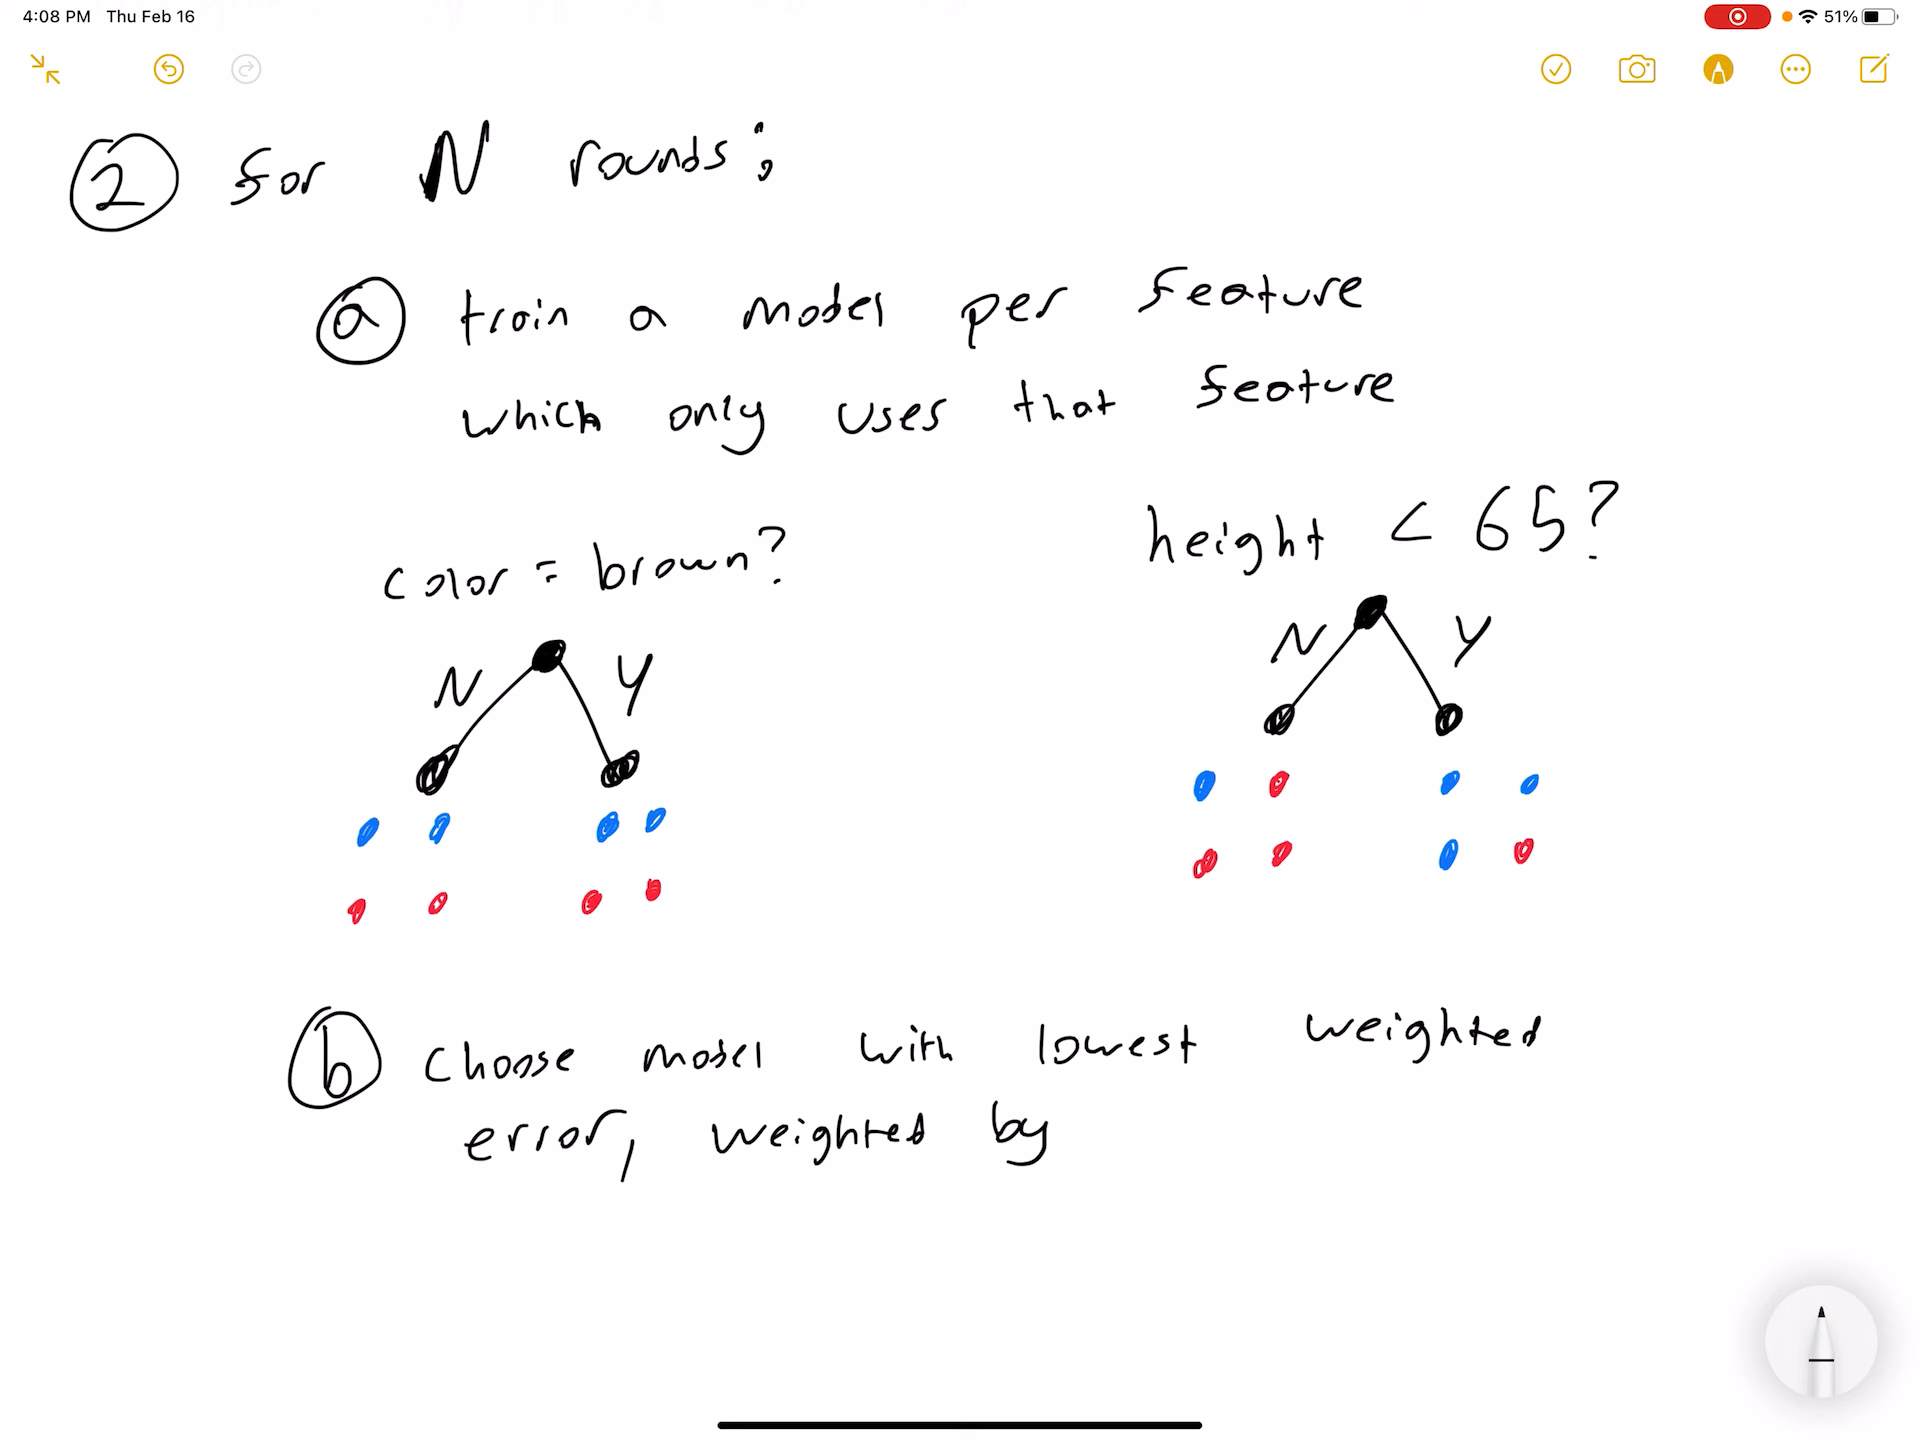 4:08 PM Thu Feb 16
51%
2 for N rounds:
a train a model per feature
which only uses that feature
height < 65?
color = brown?
N Y
N Y
b choose model with lowest weighted
error, weighted by